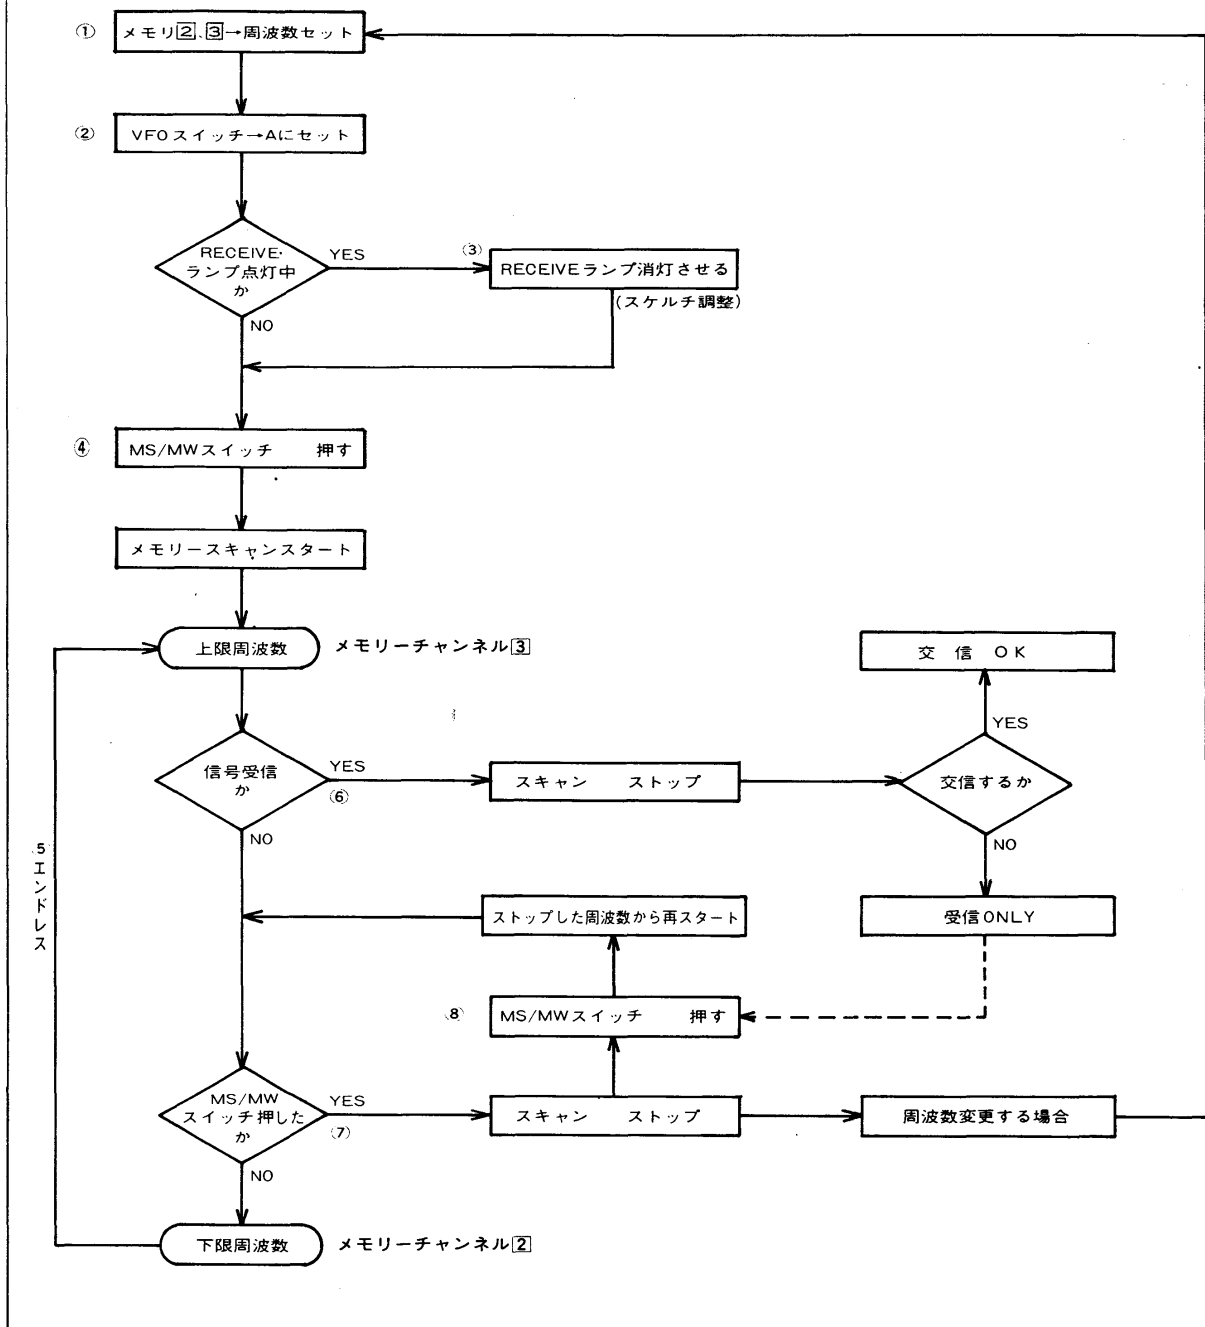 ① メモリ2、3→周波数セット
② VFOスイッチ→Aにセット
RECEIVE・
ランプ点灯中
か
YES
③ RECEIVEランプ消灯させる
(スケルチ調整)
NO
④ MS/MWスイッチ 押す
メモリースキャンスタート
上限周波数 メモリーチャンネル3
交信 OK
YES
信号受信
か
YES
⑥
スキャン ストップ
交信するか
NO
NO
5エンドレス
ストップした周波数から再スタート
受信ONLY
⑧ MS/MWスイッチ 押す
MS/MW
スイッチ押した
か
YES
(7)
スキャン ストップ
周波数変更する場合
NO
下限周波数 メモリーチャンネル2